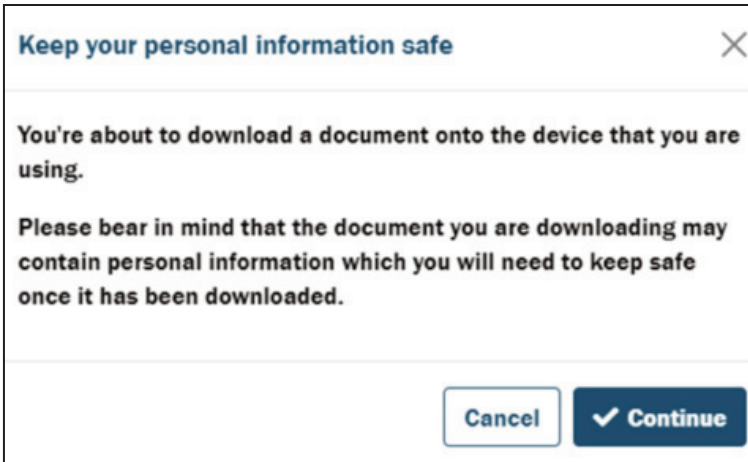 Keep your personal information safe
You're about to download a document onto the device that you are
using.
Please bear in mind that the document you are downloading may
contain personal information which you will need to keep safe
once it has been downloaded.
Cancel
Continue